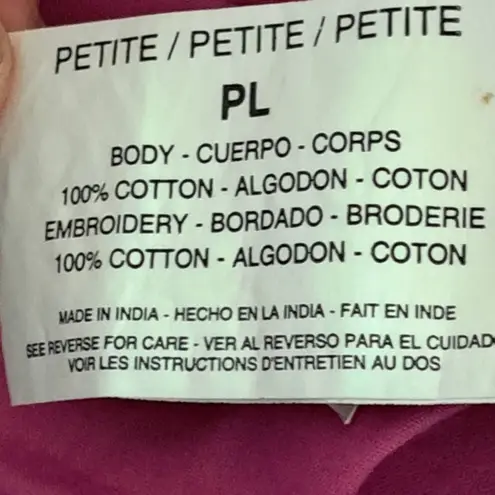 PETITE / PETITE / PETITE
PL
BODY - CUERPO - CORPS
100% COTTON - ALGODON - COTON
EMBROIDERY - BORDADO - BRODERIE
100% COTTON - ALGODON - COTON
MADE IN INDIA - HECHO EN LA INDIA - FAIT EN INDE
SEE REVERSE FOR CARE - VER AL REVERSO PARA EL CUIDAD
VOIR LES INSTRUCTIONS D'ENTRETIEN AU DOS